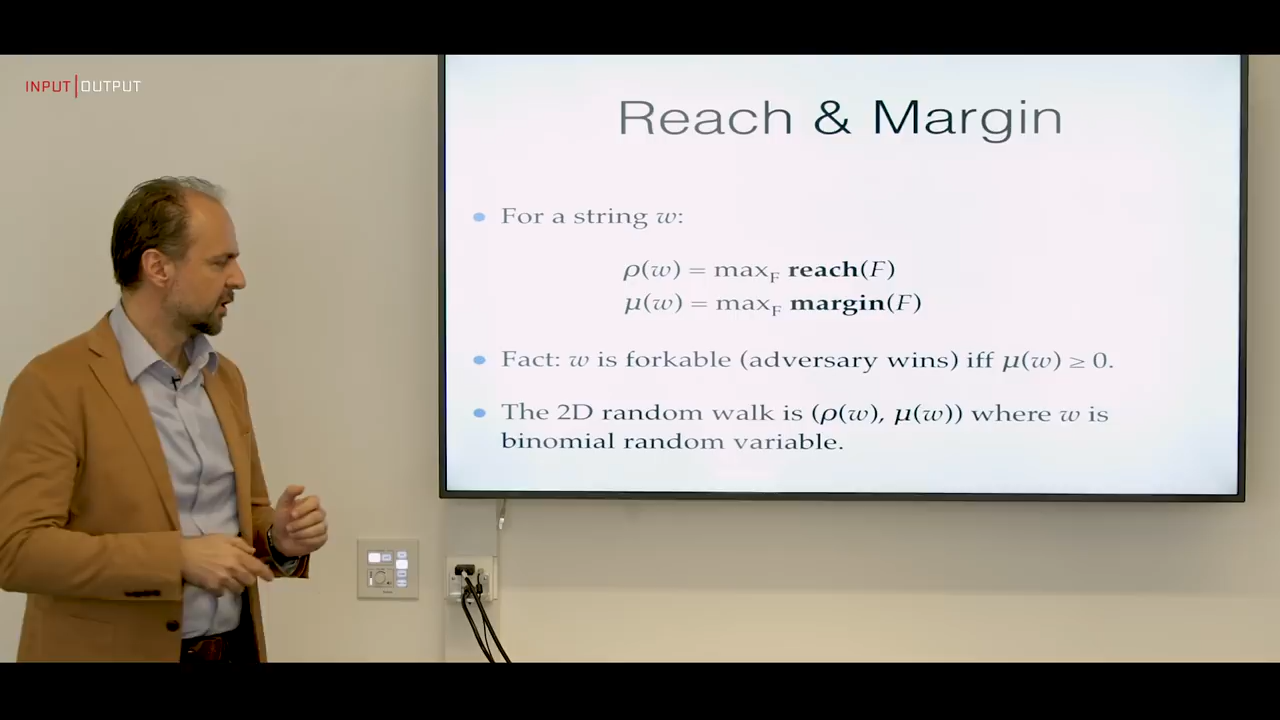 INPUT|OUTPUT
Reach & Margin
• For a string w:
ρ(w) = max_F reach(F)
μ(w) = max_F margin(F)
• Fact: w is forkable (adversary wins) iff μ(w) ≥ 0.
• The 2D random walk is (ρ(w), μ(w)) where w is
binomial random variable.